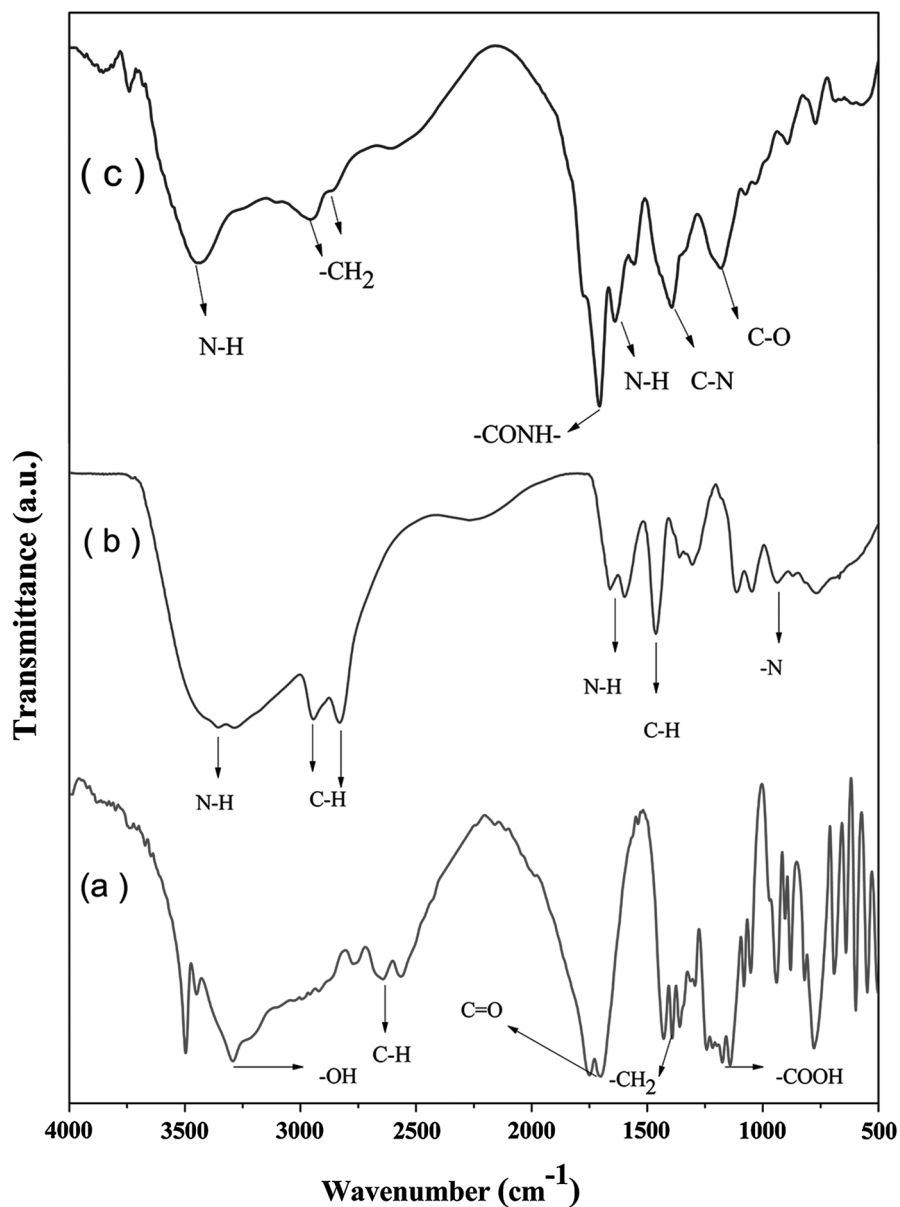 ( c )
-CH2
N-H
C-O
N-H
C-N
-CONH-
( b )
N-H
-N
C-H
N-H
C-H
(a )
C=O
C-H
-OH
-CH2
-COOH
4000 3500 3000 2500 2000 1500 1000 500
Wavenumber (cm-1)
Transmittance (a.u.)